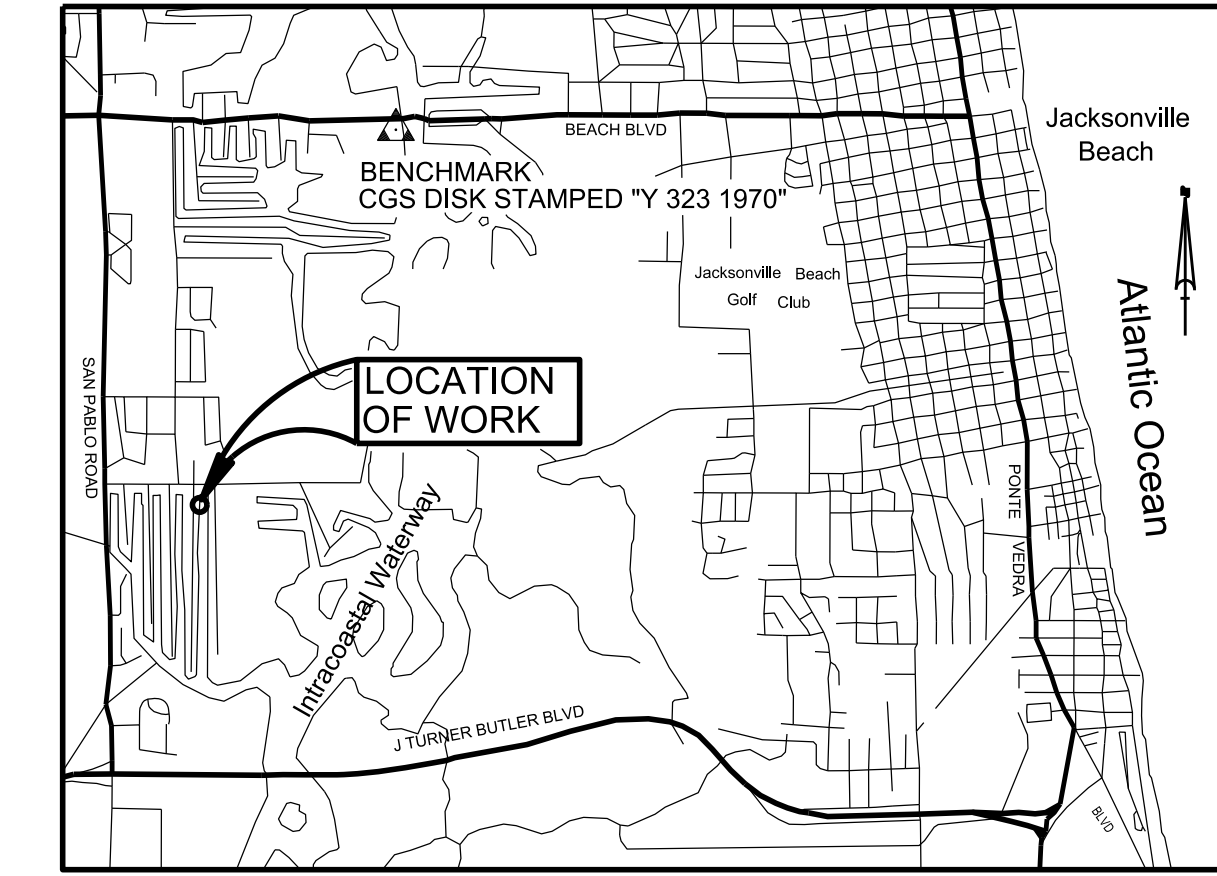 BEACH BLVD
Jacksonville
Beach
BENCHMARK
CGS DISK STAMPED "Y 323 1970"
Jacksonville Beach
Golf Club
Atlantic Ocean
SAN PABLO ROAD
LOCATION
OF WORK
PONTE VEDRA
Intracoastal Waterway
J TURNER BUTLER BLVD
BLVD